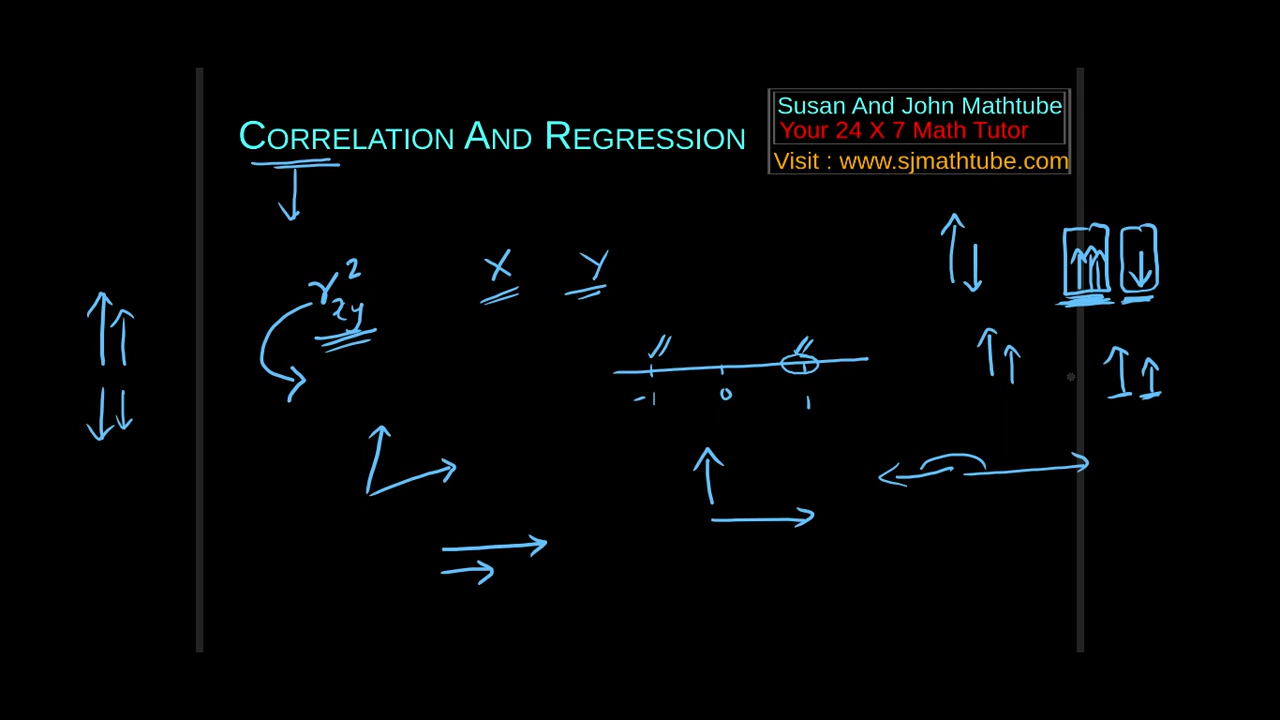 CORRELATION AND REGRESSION
Susan And John Mathtube
Your 24 X 7 Math Tutor
Visit : www.sjmathtube.com
r²xy
X Y
-1 0 1